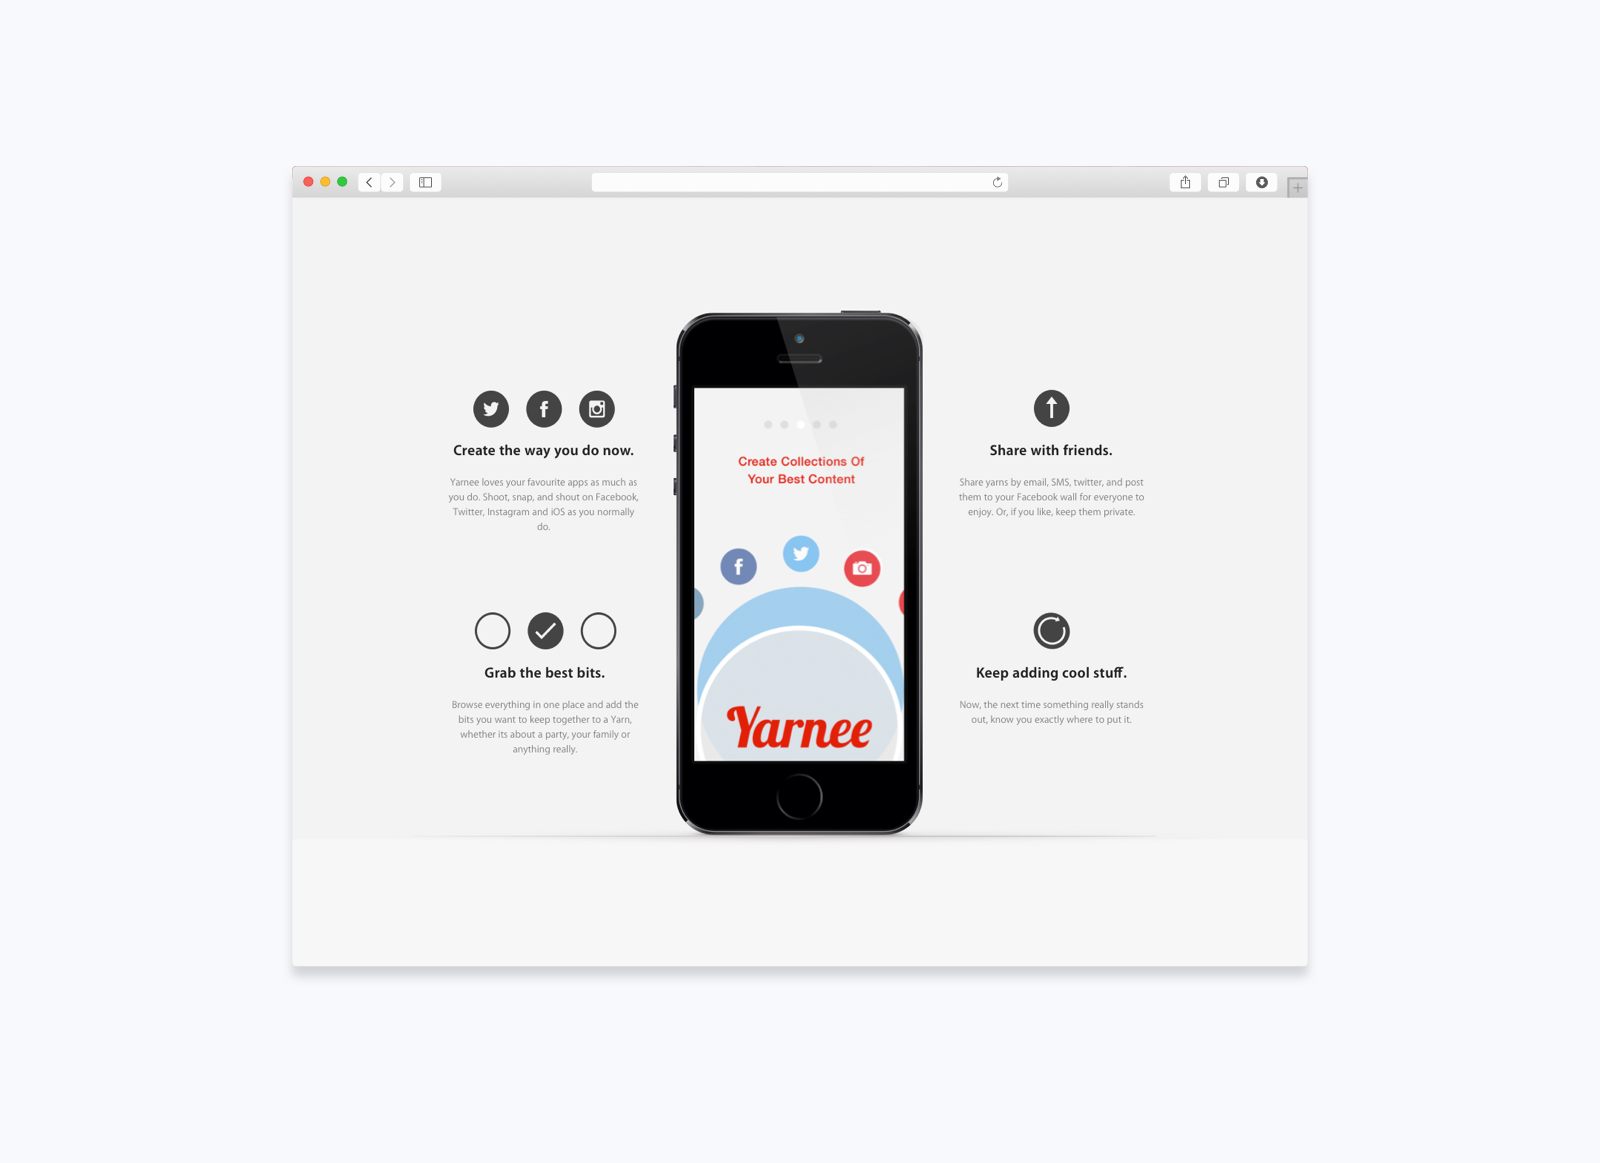 Create the way you do now.
Yarnee loves your favourite apps as much as
you do. Shoot, snap, and shout on Facebook,
Twitter, Instagram and iOS as you normally
do.
Grab the best bits.
Browse everything in one place and add the
bits you want to keep together to a Yarn,
whether its about a party, your family or
anything really.
Create Collections Of
Your Best Content
Yarnee
Share with friends.
Share yarns by email, SMS, twitter, and post
them to your Facebook wall for everyone to
enjoy. Or, if you like, keep them private.
Keep adding cool stuff.
Now, the next time something really stands
out, know you exactly where to put it.